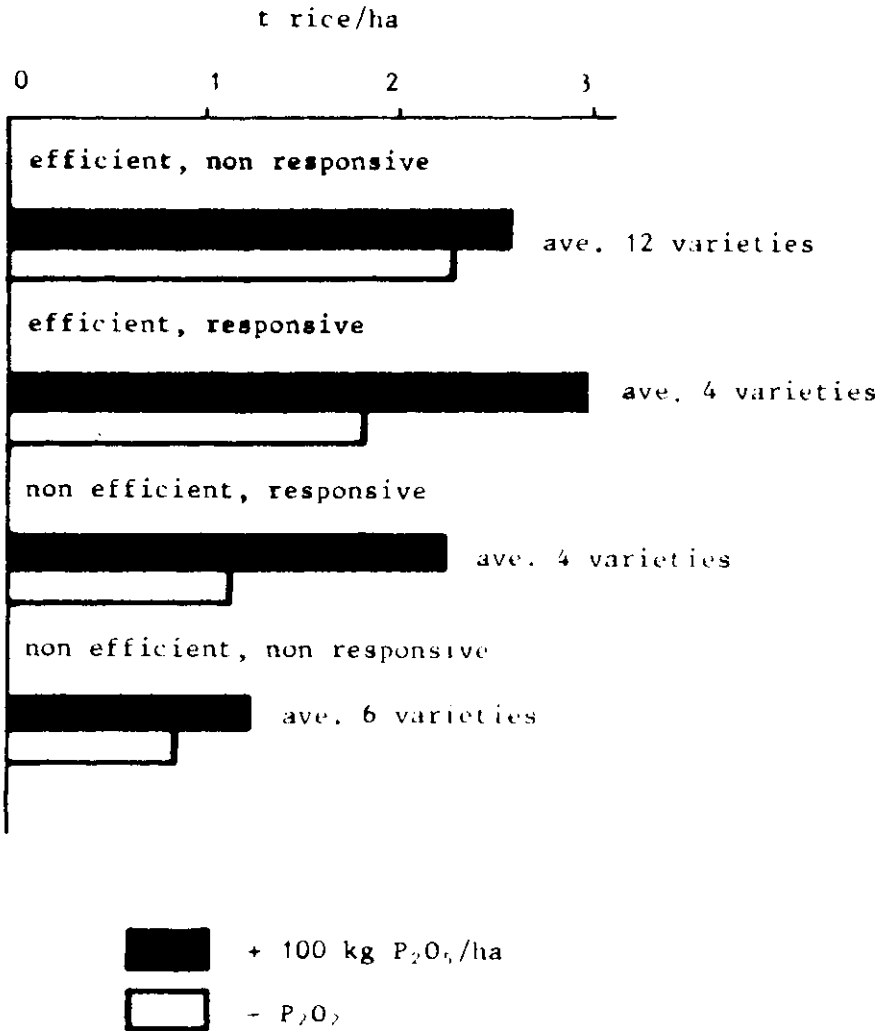 t rice/ha
0 1 2 3
efficient, non responsive
ave. 12 varieties
efficient, responsive
ave. 4 varieties
non efficient, responsive
ave. 4 varieties
non efficient, non responsive
ave. 6 varieties
+ 100 kg P₂O₅/ha
- P₂O₂